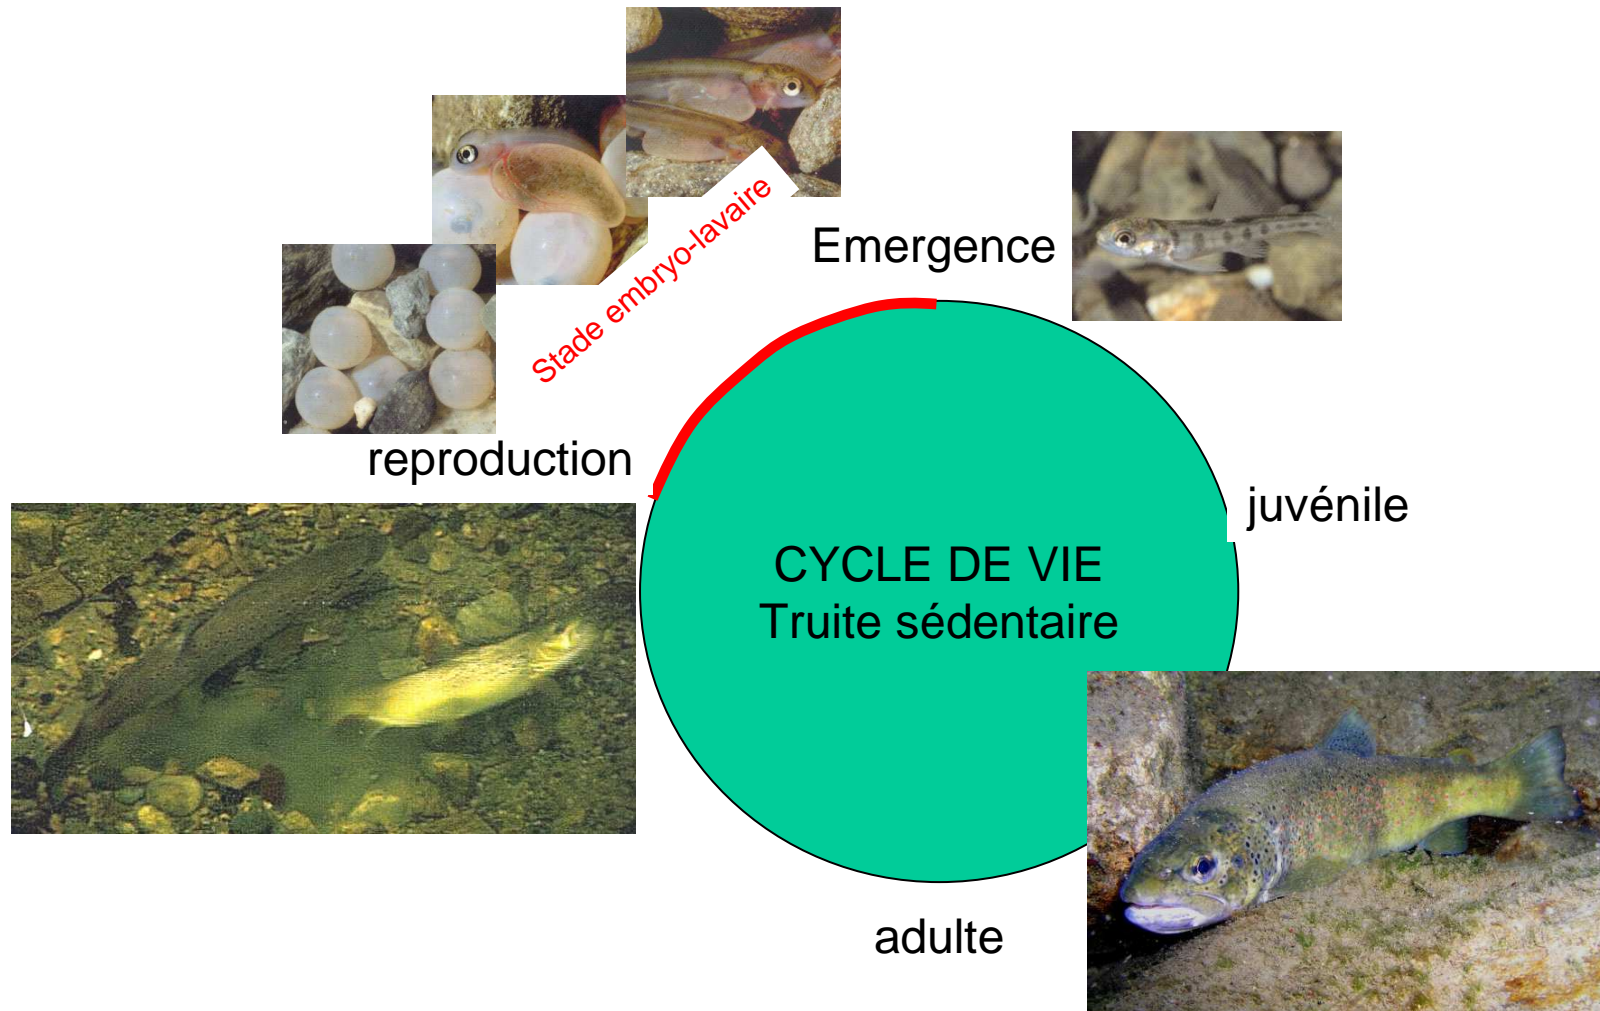 Stade embryo-lavaire
Emergence
reproduction
juvénile
CYCLE DE VIE
Truite sédentaire
adulte